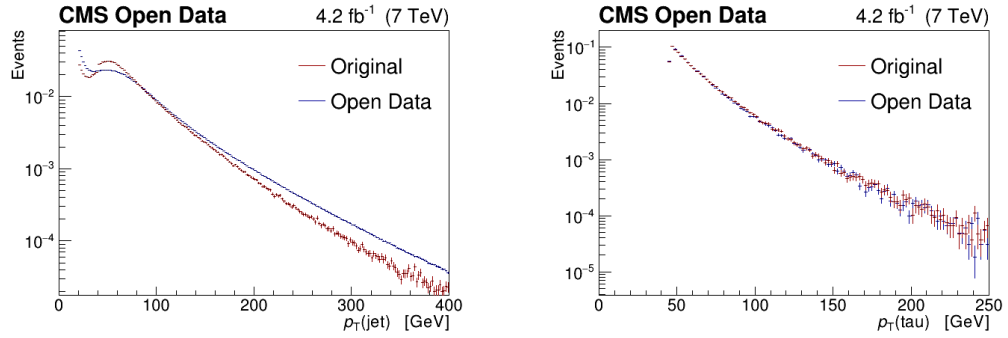 CMS Open Data 4.2 fb⁻¹ (7 TeV)
Events
Original
Open Data
10⁻²
10⁻³
10⁻⁴
0 100 200 300 400
p_T(jet) [GeV]
CMS Open Data 4.2 fb⁻¹ (7 TeV)
Events
10⁻¹
Original
Open Data
10⁻²
10⁻³
10⁻⁴
10⁻⁵
0 50 100 150 200 250
p_T(tau) [GeV]